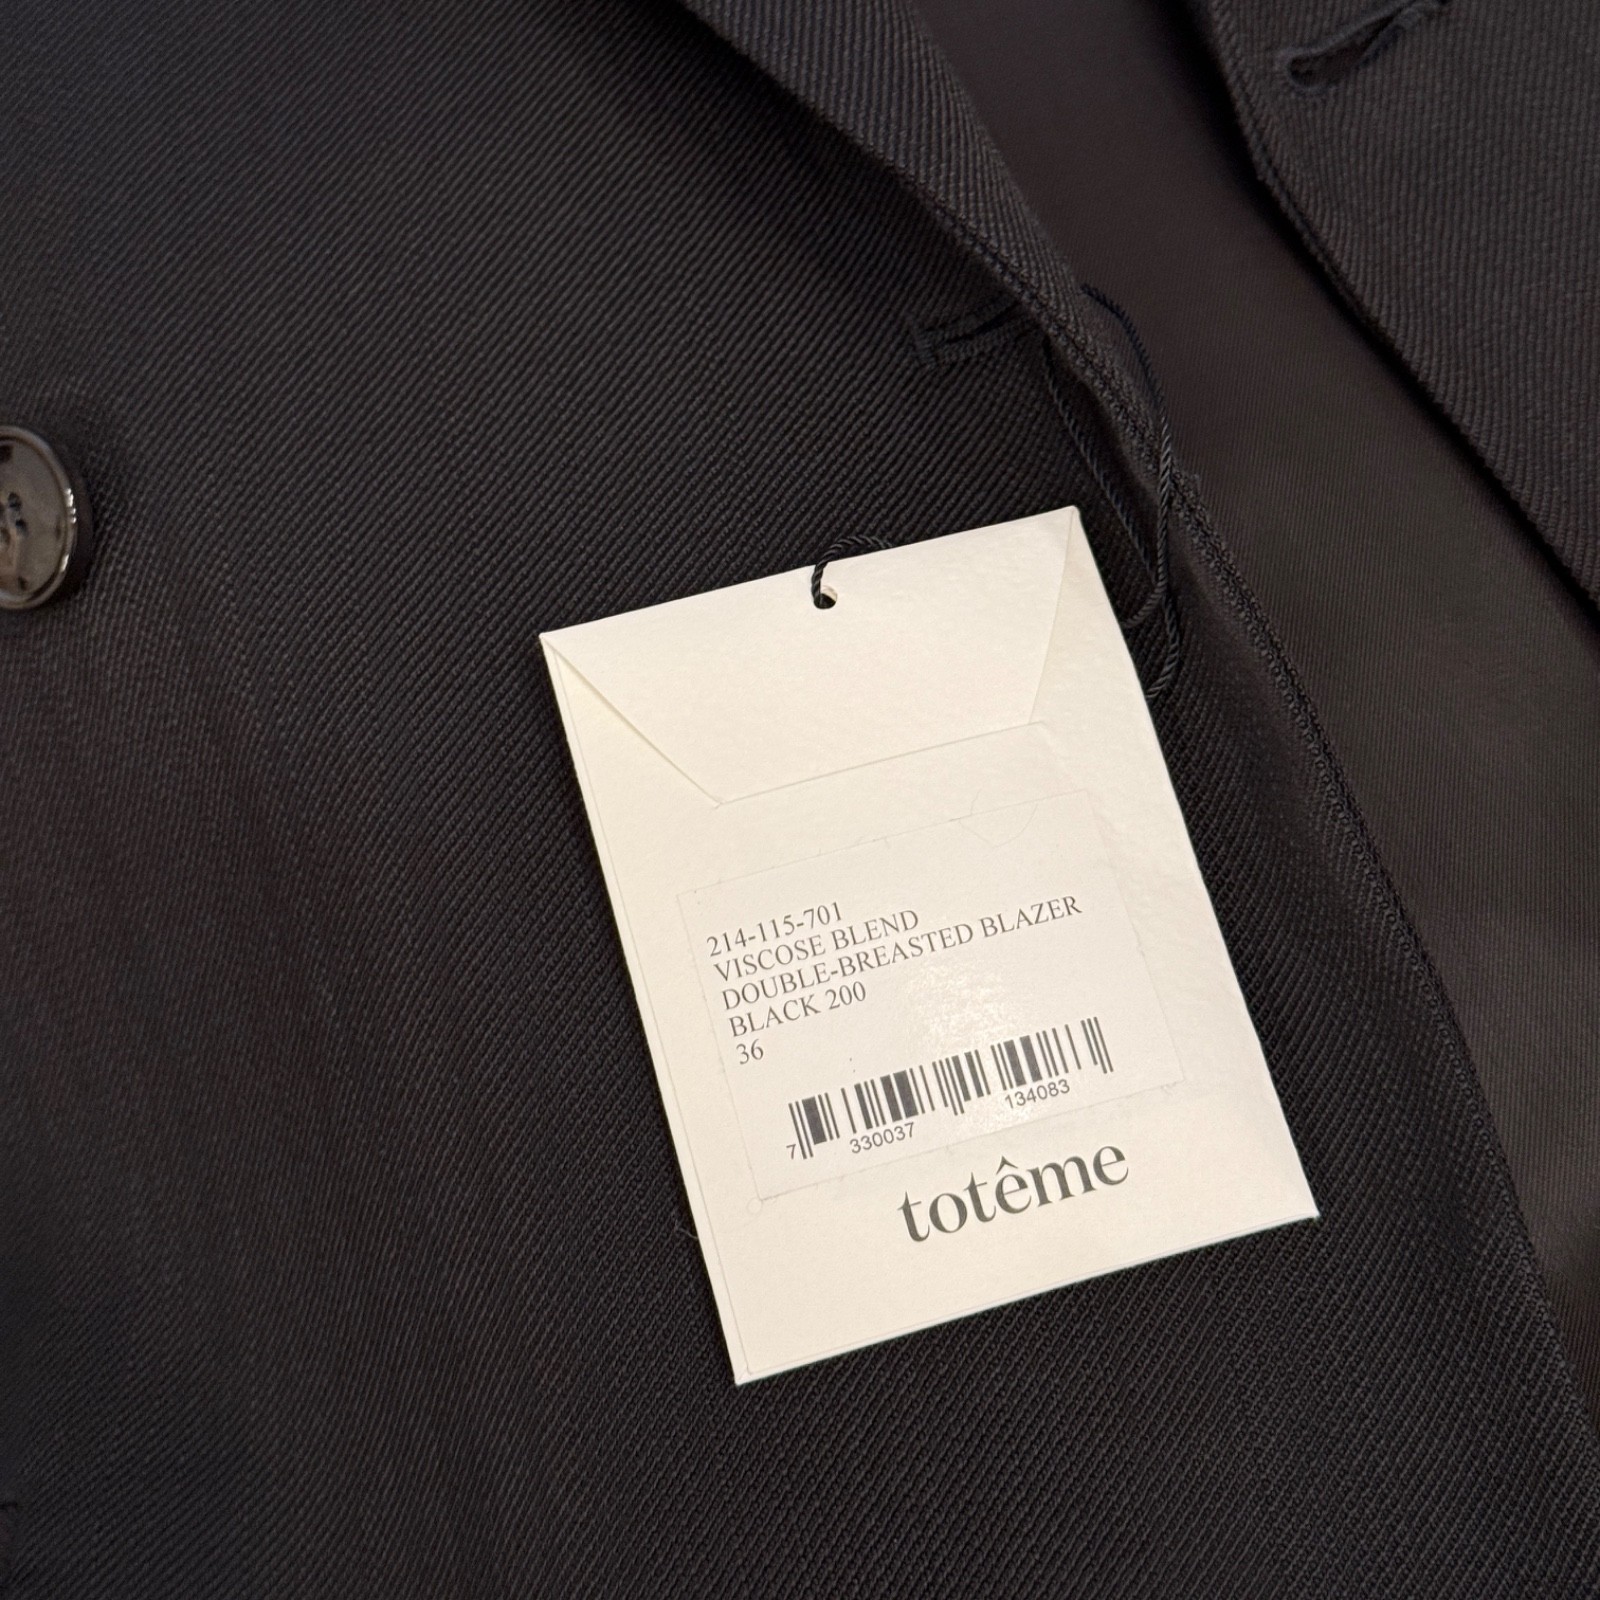 214-115-701
VISCOSE BLEND
DOUBLE-BREASTED BLAZER
BLACK 200
36
7 330037 134083
totême